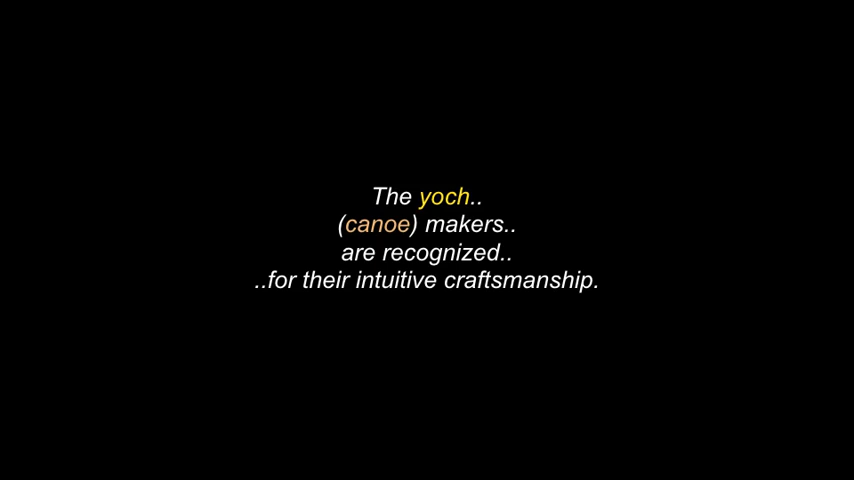 The yoch..
(canoe) makers..
are recognized..
..for their intuitive craftsmanship.